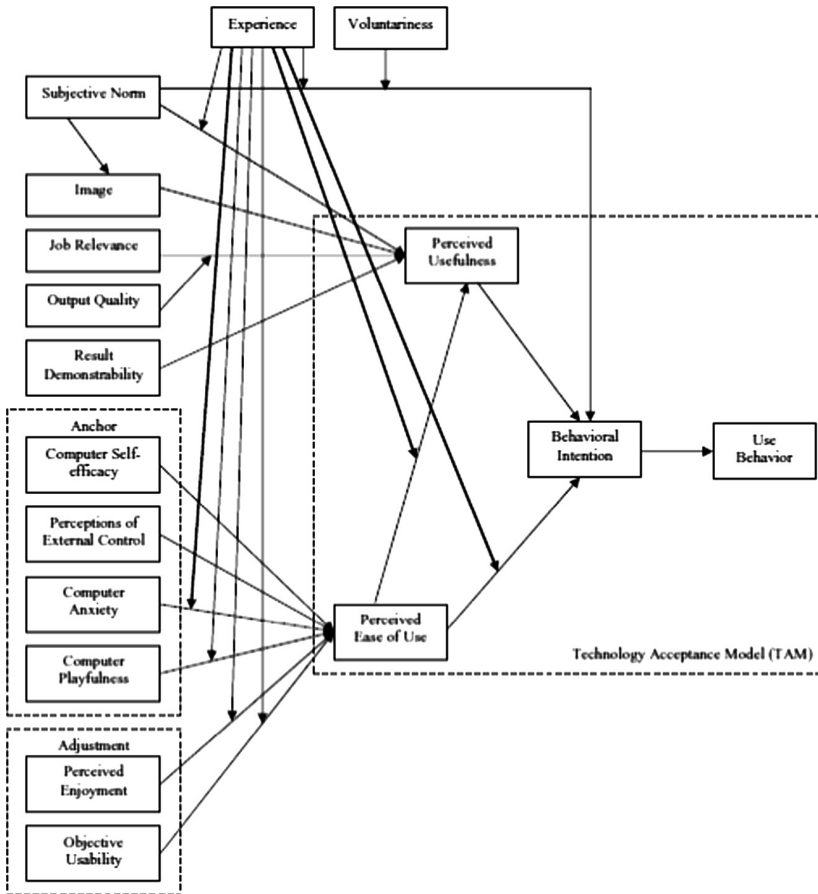 Experience
Voluntariness
Subjective Norm
Image
Job Relevance
Output Quality
Result
Demonstrability
Perceived
Usefulness
Anchor
Computer Self-
efficacy
Perceptions of
External Control
Computer
Anxiety
Computer
Playfulness
Behavioral
Intention
Use
Behavior
Perceived
Ease of Use
Technology Acceptance Model (TAM)
Adjustment
Perceived
Enjoyment
Objective
Usability